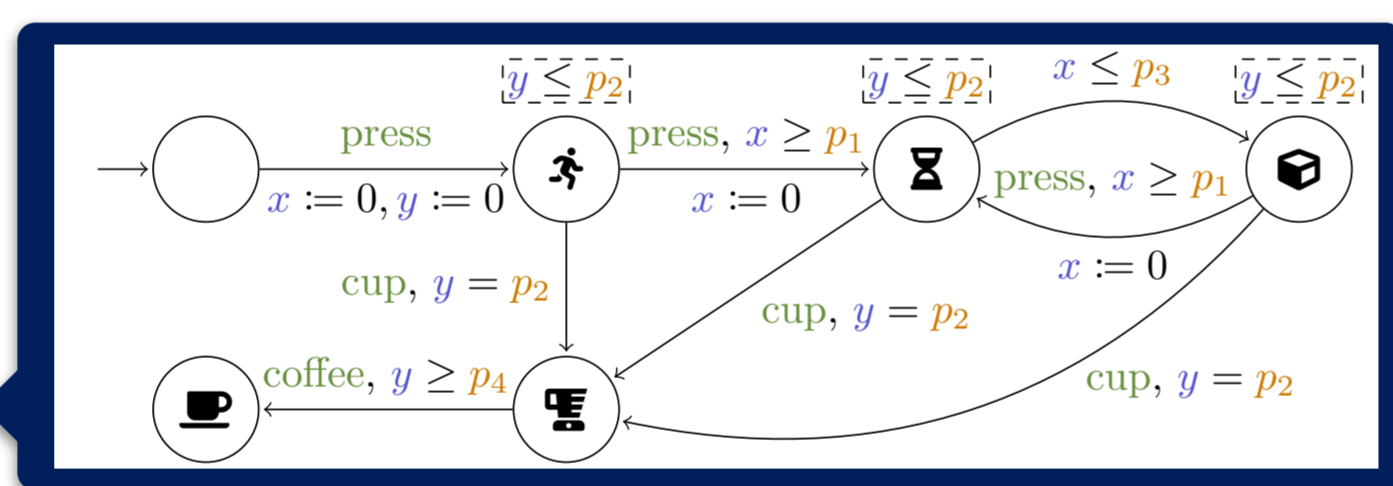 y ≤ p₂
y ≤ p₂
x ≤ p₃
y ≤ p₂
press
press, x ≥ p₁
x := 0, y := 0
x := 0
press, x ≥ p₁
x := 0
cup, y = p₂
cup, y = p₂
coffee, y ≥ p₄
cup, y = p₂